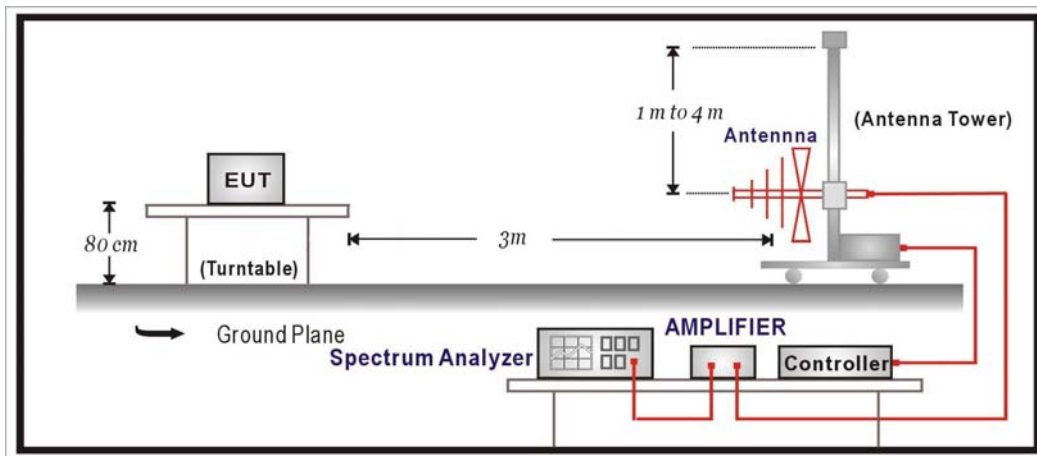 1 m to 4 m
(Antenna Tower)
Antennna
EUT
80 cm
3m
(Turntable)
Ground Plane
AMPLIFIER
Spectrum Analyzer
Controller